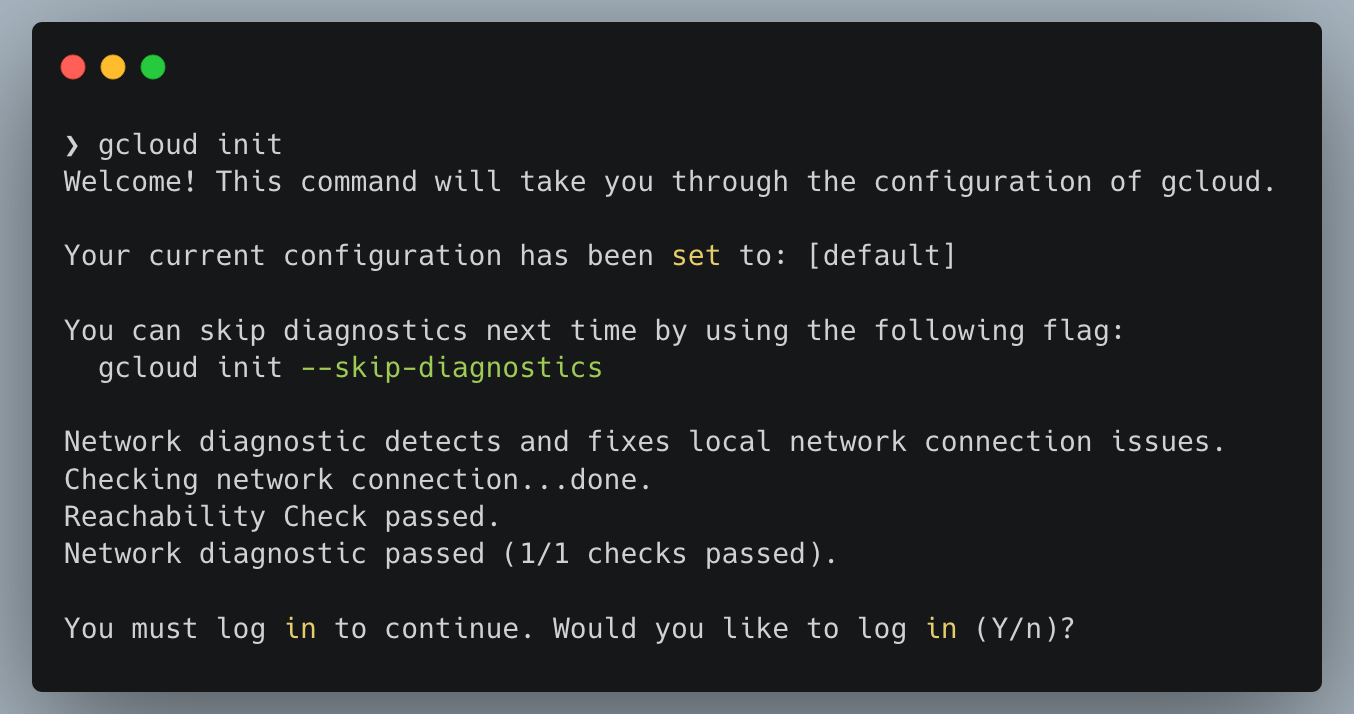 ❯ gcloud init
Welcome! This command will take you through the configuration of gcloud.
Your current configuration has been set to: [default]
You can skip diagnostics next time by using the following flag:
  gcloud init --skip-diagnostics
Network diagnostic detects and fixes local network connection issues.
Checking network connection...done.
Reachability Check passed.
Network diagnostic passed (1/1 checks passed).
You must log in to continue. Would you like to log in (Y/n)?